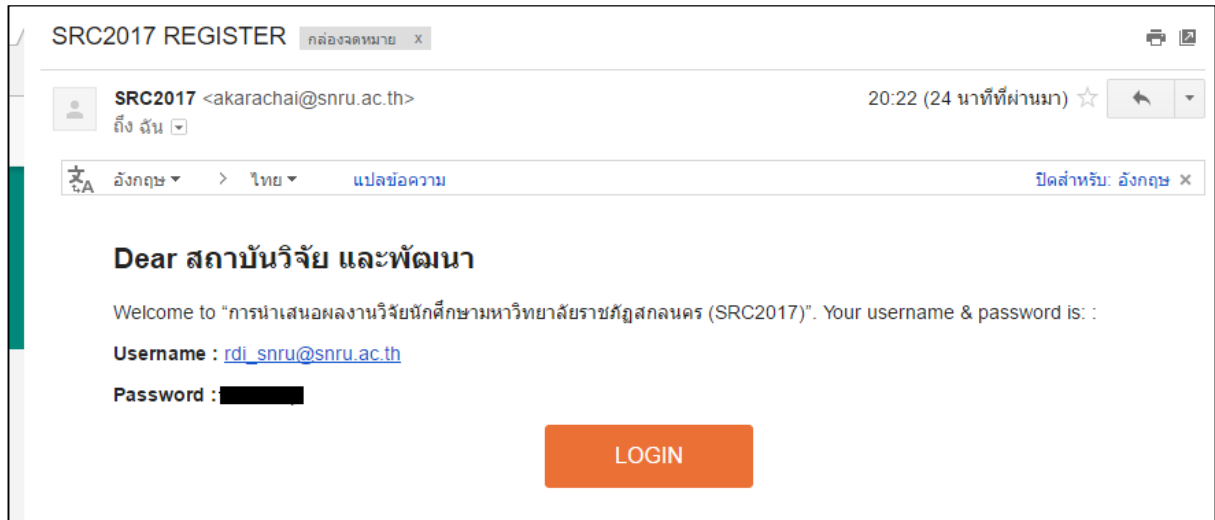 SRC2017 REGISTER กล่องจดหมาย x
SRC2017 <akarachai@snru.ac.th> 20:22 (24 นาทีที่ผ่านมา)
ถึง ฉัน
อังกฤษ > ไทย แปลข้อความ ปิดสำหรับ: อังกฤษ ×
Dear สถาบันวิจัย และพัฒนา
Welcome to “การนำเสนอผลงานวิจัยนักศึกษามหาวิทยาลัยราชภัฏสกลนคร (SRC2017)”. Your username & password is: :
Username : rdi_snru@snru.ac.th
Password :
LOGIN